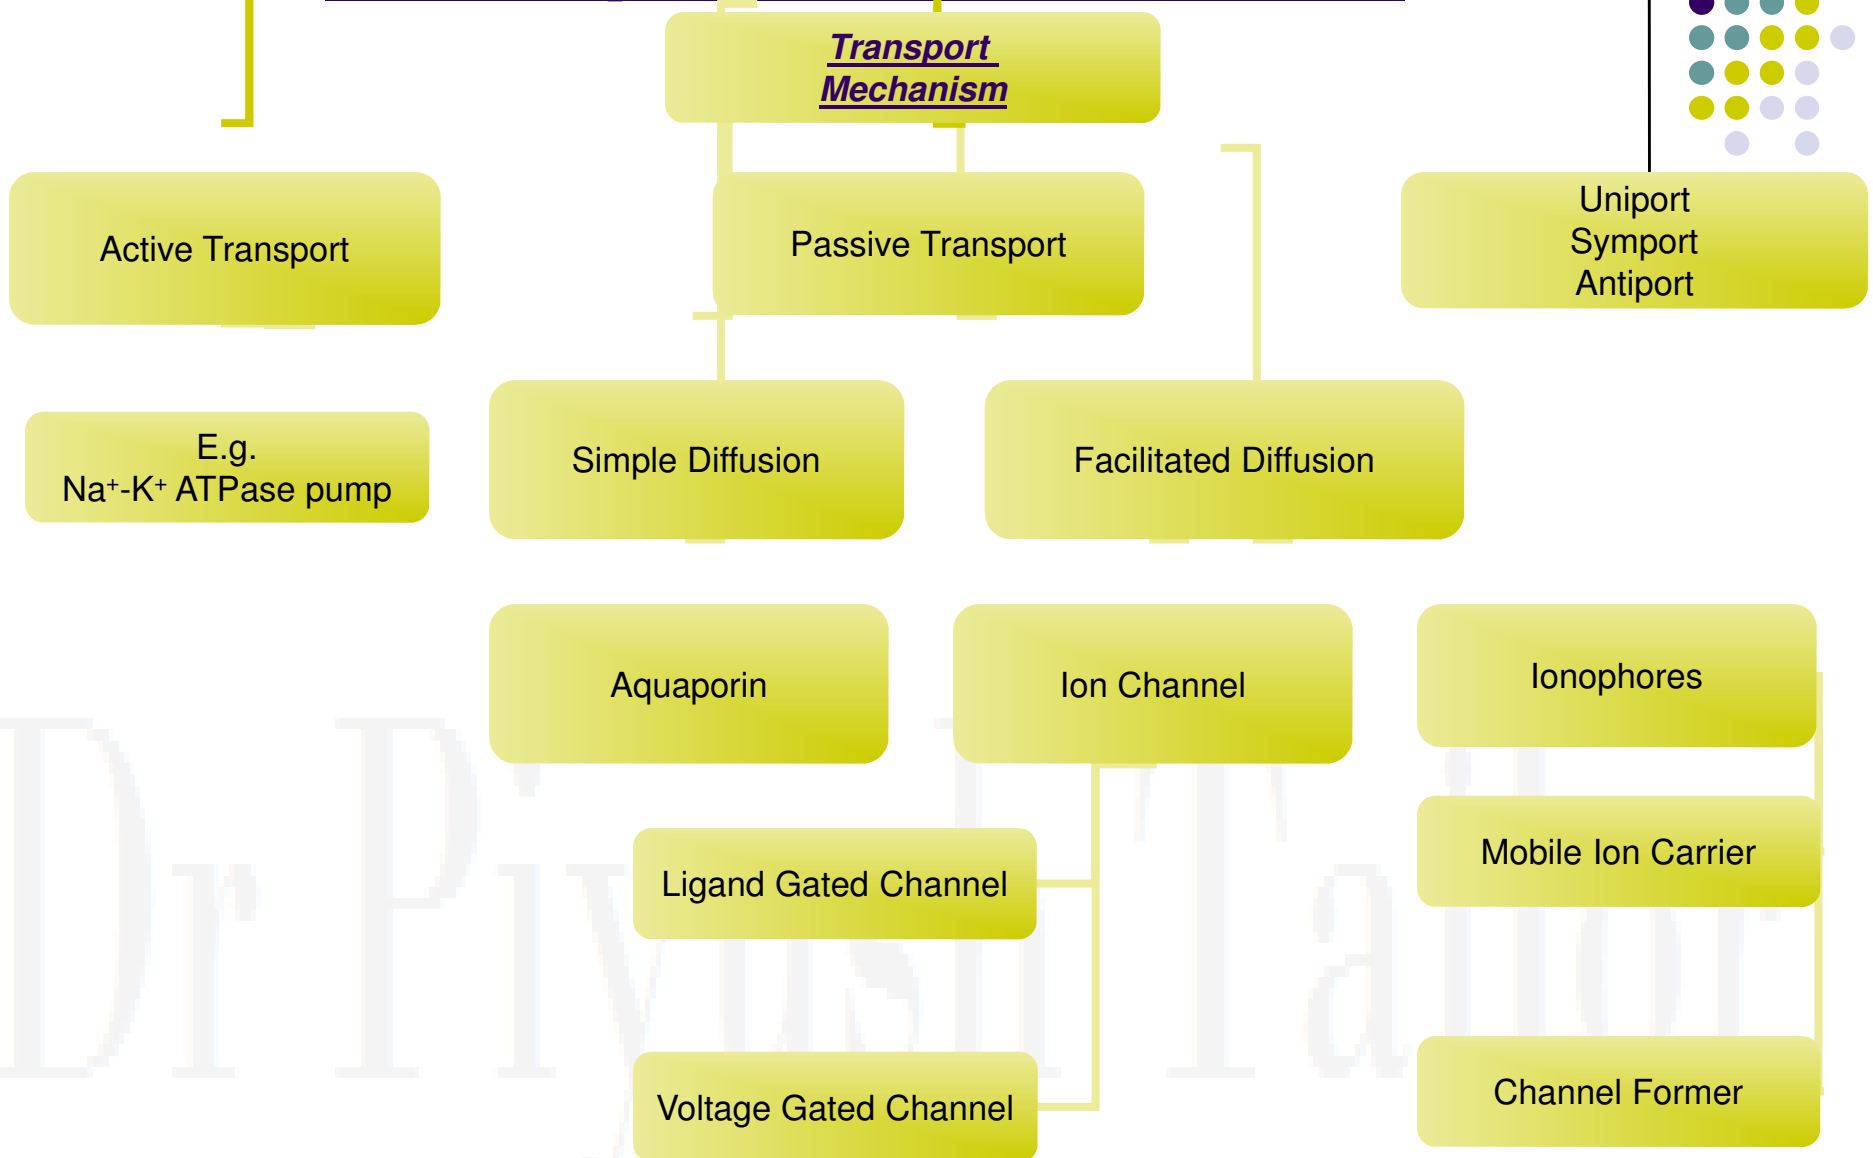 Transport
Mechanism
Active Transport
Passive Transport
Uniport
Symport
Antiport
E.g.
Na⁺-K⁺ ATPase pump
Simple Diffusion
Facilitated Diffusion
Aquaporin
Ion Channel
Ionophores
Ligand Gated Channel
Mobile Ion Carrier
Voltage Gated Channel
Channel Former
Dr Piyush Tailor